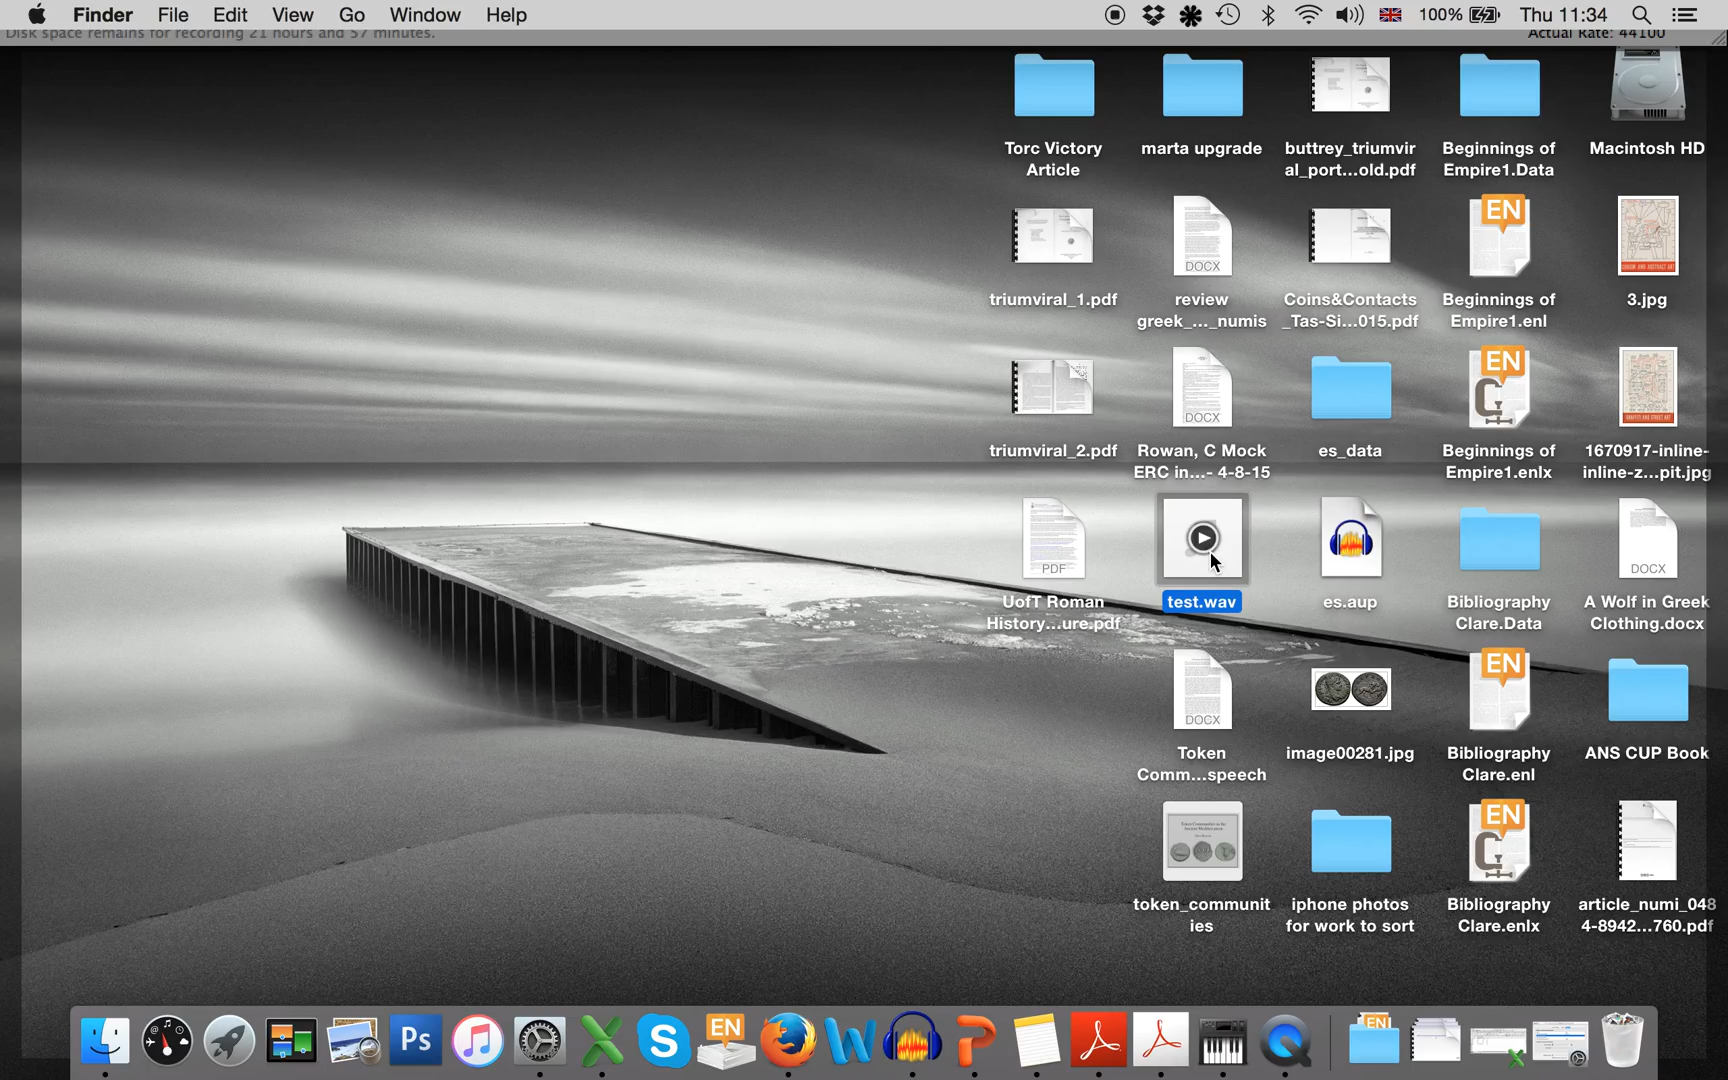 Finder File Edit View Go Window Help 100% Thu 11:34
Disk space remains for recording 21 hours and 57 minutes. Actual Rate: 44100
Torc Victory
Article
marta upgrade
buttrey_triumvir
al_port...old.pdf
Beginnings of
Empire1.Data
Macintosh HD
triumviral_1.pdf
DOCX
review
greek_..._numis
Coins&Contacts
_Tas-Si...015.pdf
EN
Beginnings of
Empire1.enl
3.jpg
triumviral_2.pdf
DOCX
Rowan, C Mock
ERC in...- 4-8-15
es_data
EN
Beginnings of
Empire1.enlx
1670917-inline-
inline-z...pit.jpg
PDF
UofT Roman
History...ure.pdf
test.wav
es.aup
Bibliography
Clare.Data
DOCX
A Wolf in Greek
Clothing.docx
DOCX
Token
Comm...speech
image00281.jpg
EN
Bibliography
Clare.enl
ANS CUP Book
token_communit
ies
iphone photos
for work to sort
EN
Bibliography
Clare.enlx
article_numi_048
4-8942...760.pdf
Ps
EN
EN